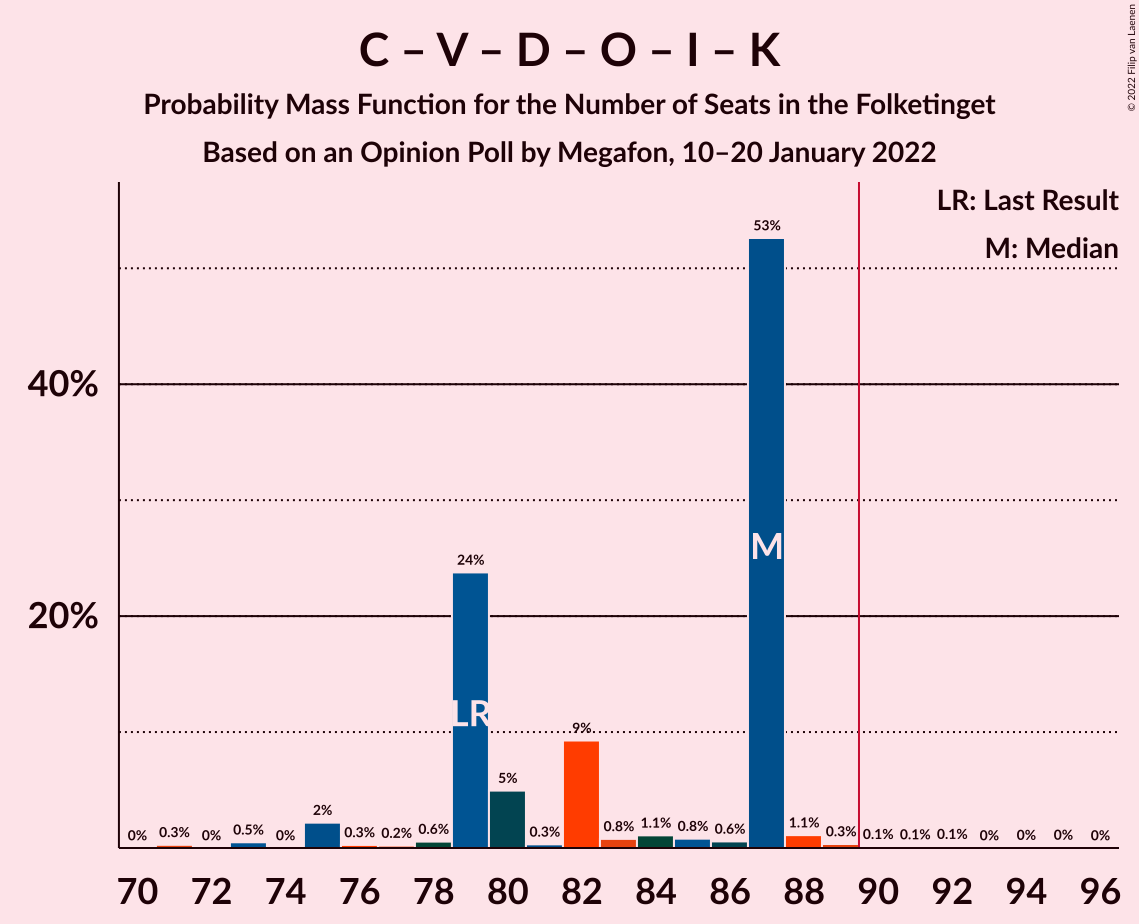 C – V – D – O – I – K
Probability Mass Function for the Number of Seats in the Folketinget
Based on an Opinion Poll by Megafon, 10–20 January 2022
© 2022 Filip van Laenen
LR: Last Result
M: Median
53%
40%
24%
20%
M
LR
9%
5%
0% 0.3% 0% 0.5% 0% 2% 0.3% 0.2% 0.6% 0.3% 0.8% 1.1% 0.8% 0.6% 1.1% 0.3% 0.1% 0.1% 0.1% 0% 0% 0% 0%
70 72 74 76 78 80 82 84 86 88 90 92 94 96